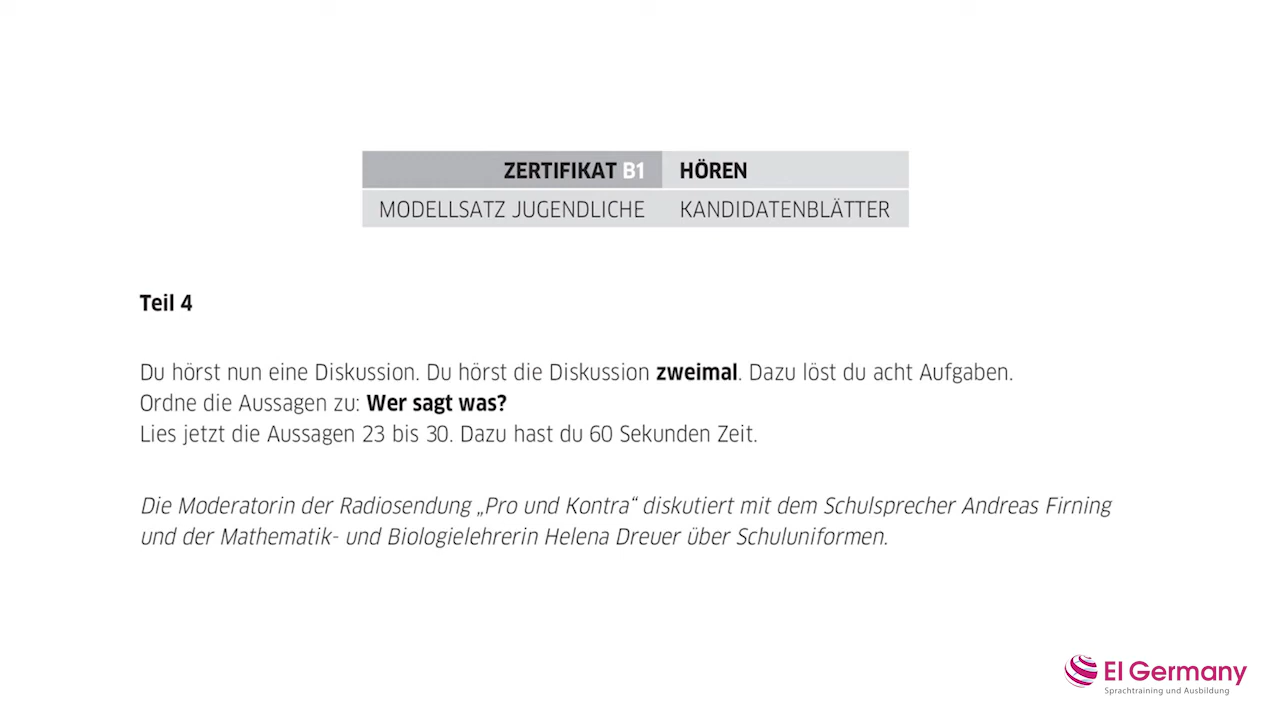 ZERTIFIKAT B1 HÖREN
MODELLSATZ JUGENDLICHE KANDIDATENBLÄTTER
Teil 4
Du hörst nun eine Diskussion. Du hörst die Diskussion zweimal. Dazu löst du acht Aufgaben.
Ordne die Aussagen zu: Wer sagt was?
Lies jetzt die Aussagen 23 bis 30. Dazu hast du 60 Sekunden Zeit.
Die Moderatorin der Radiosendung „Pro und Kontra“ diskutiert mit dem Schulsprecher Andreas Firning
und der Mathematik- und Biologielehrerin Helena Dreuer über Schuluniformen.
EI Germany
Sprachtraining und Ausbildung